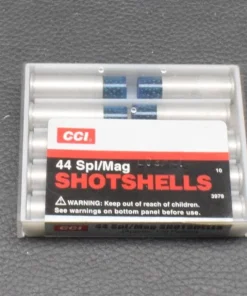 CCI.
44 Spl/Mag
10
SHOTSHELLS
3979
⚠ WARNING: Keep out of reach of children.
See warnings on bottom panel before use.